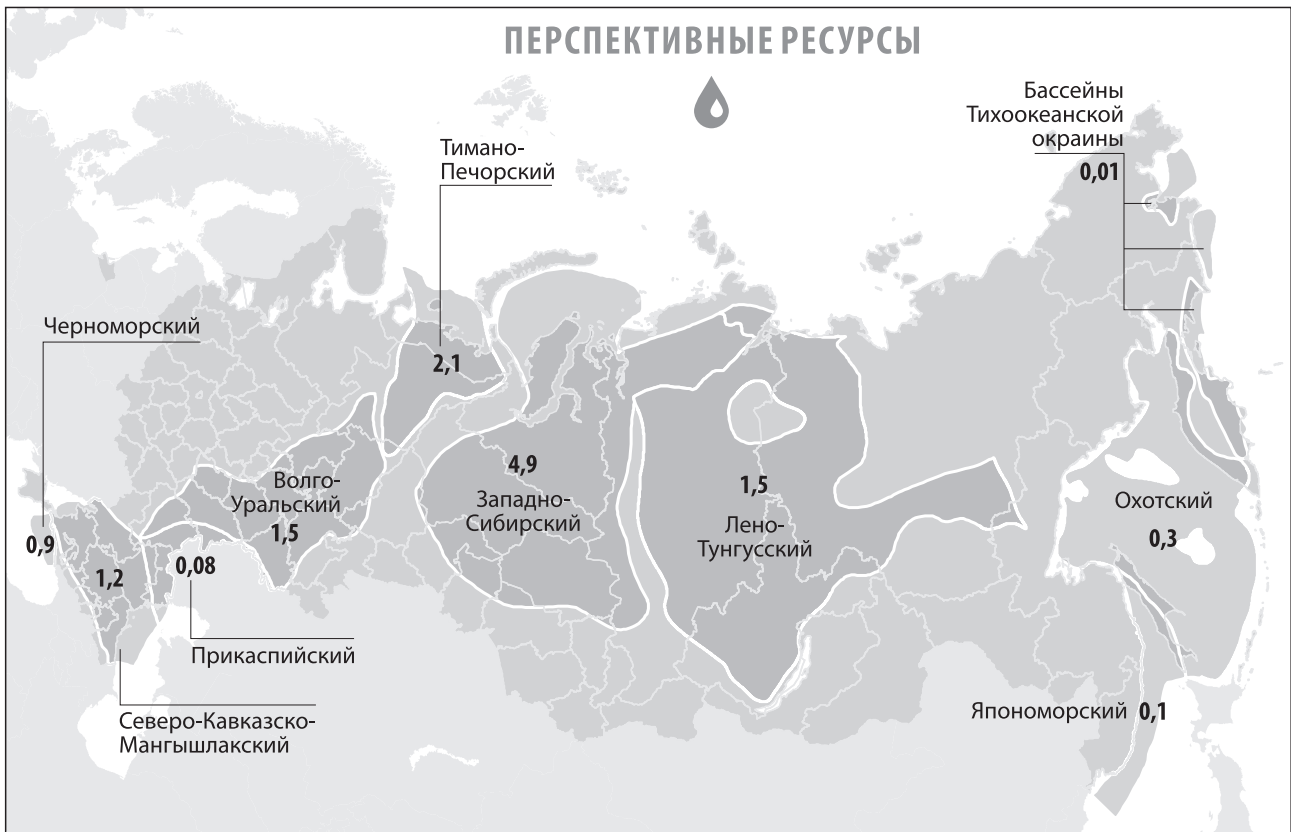 ПЕРСПЕКТИВНЫЕ РЕСУРСЫ
Бассейны
Тихоокеанской
окраины
0,01
Тимано-
Печорский
2,1
Черноморский
0,9
Волго-
Уральский
1,5
4,9
Западно-
Сибирский
1,5
Лено-
Тунгусский
Охотский
0,3
1,2
0,08
Прикаспийский
Северо-Кавказско-
Мангышлакский
Япономорский 0,1